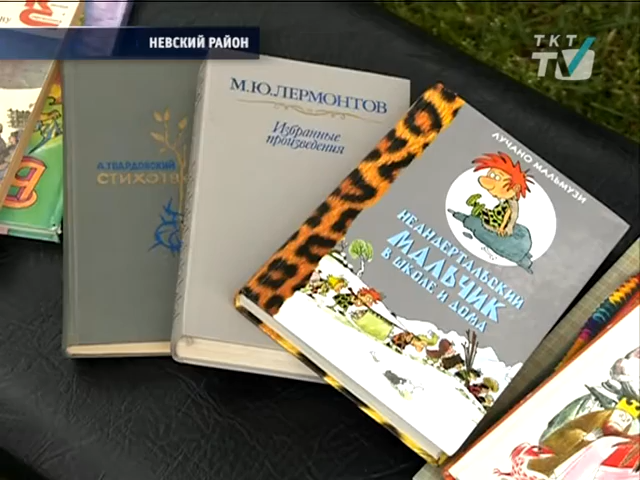 НЕВСКИЙ РАЙОН
ТКТ
TV
А.ТВАРДОВСКИЙ
СТИХОТВ
М.Ю.ЛЕРМОНТОВ
Избранные
произведения
ЛУЧАНО МАЛЬМУЗИ
НЕАНДЕРТАЛЬСКИЙ
МАЛЬЧИК
В ШКОЛЕ И ДОМА